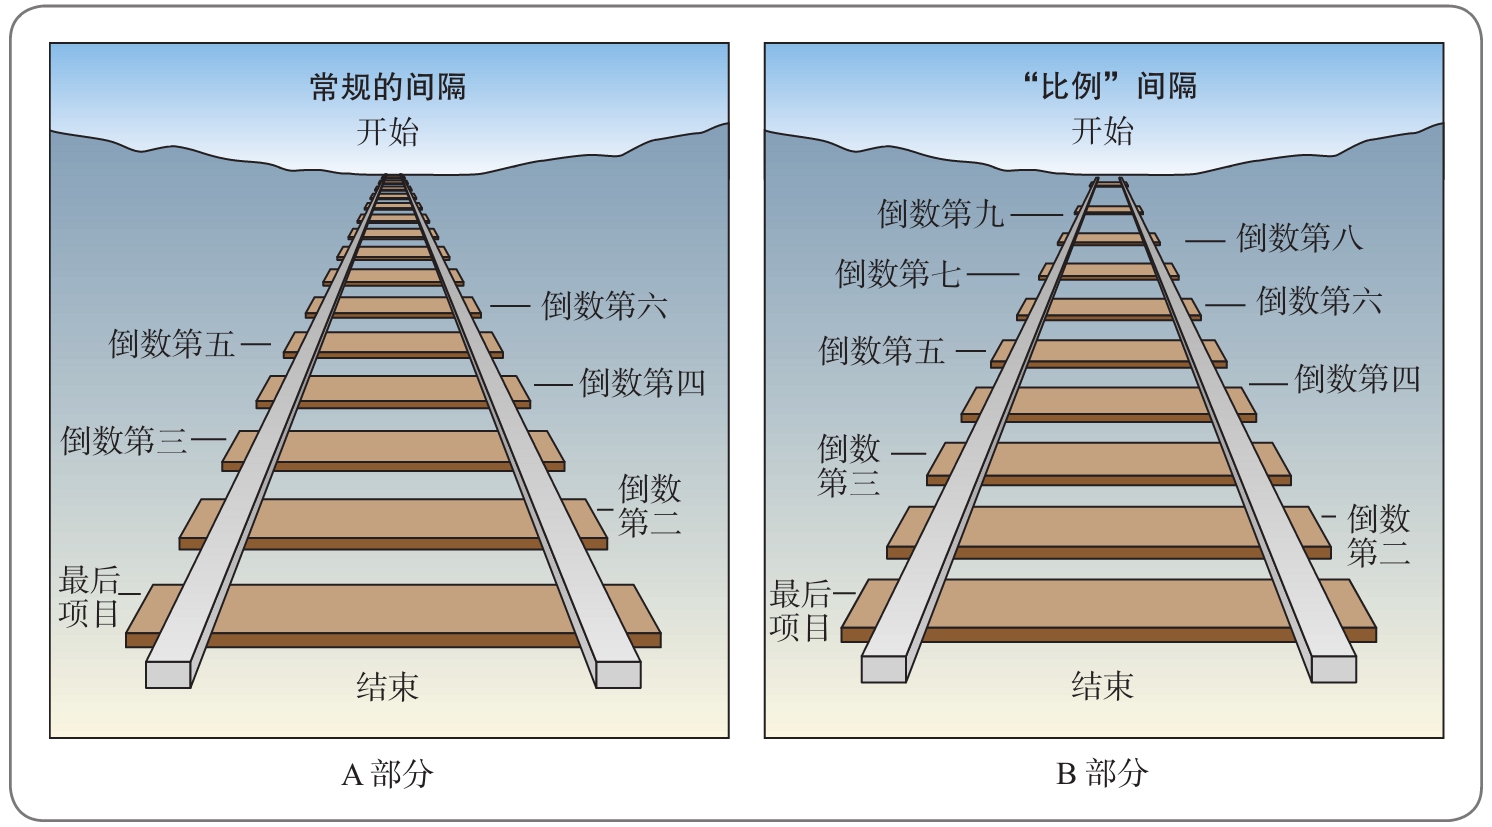 常规的间隔
开始
倒数第六
倒数第五
倒数第四
倒数第三
倒数
第二
最后
项目
结束
A 部分
“比例”间隔
开始
倒数第九
倒数第八
倒数第七
倒数第六
倒数第五
倒数第四
倒数
第三
倒数
第二
最后
项目
结束
B 部分